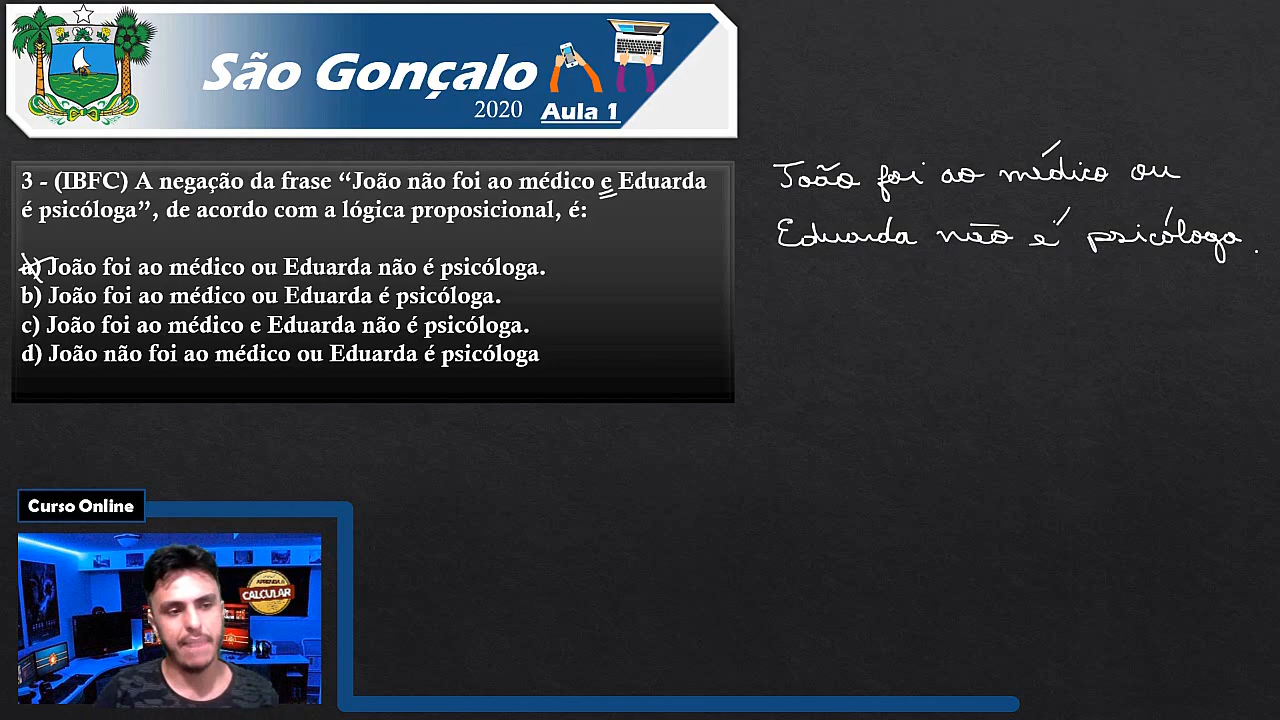 São Gonçalo
2020 Aula 1
3 - (IBFC) A negação da frase “João não foi ao médico e Eduarda
é psicóloga”, de acordo com a lógica proposicional, é:
a) João foi ao médico ou Eduarda não é psicóloga.
b) João foi ao médico ou Eduarda é psicóloga.
c) João foi ao médico e Eduarda não é psicóloga.
d) João não foi ao médico ou Eduarda é psicóloga
João foi ao médico ou
Eduarda não é psicóloga.
Curso Online
APRENDA A
CALCULAR